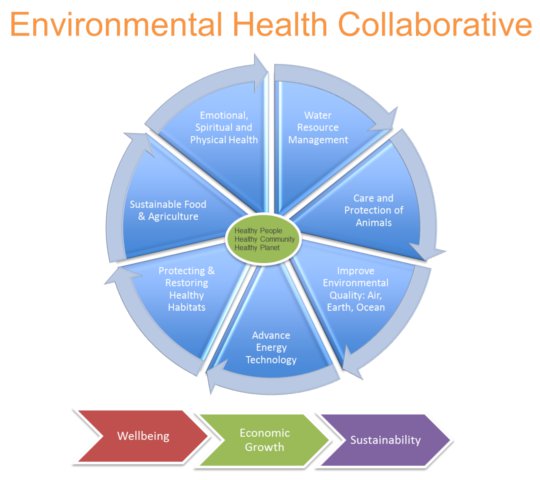 Environmental Health Collaborative
Emotional,
Spiritual and
Physical Health
Water
Resource
Management
Care and
Protection of
Animals
Improve
Environmental
Quality: Air,
Earth, Ocean
Advance
Energy
Technology
Protecting &
Restoring
Healthy
Habitats
Sustainable Food
& Agriculture
Healthy People
Healthy Community
Healthy Planet
Wellbeing
Economic
Growth
Sustainability